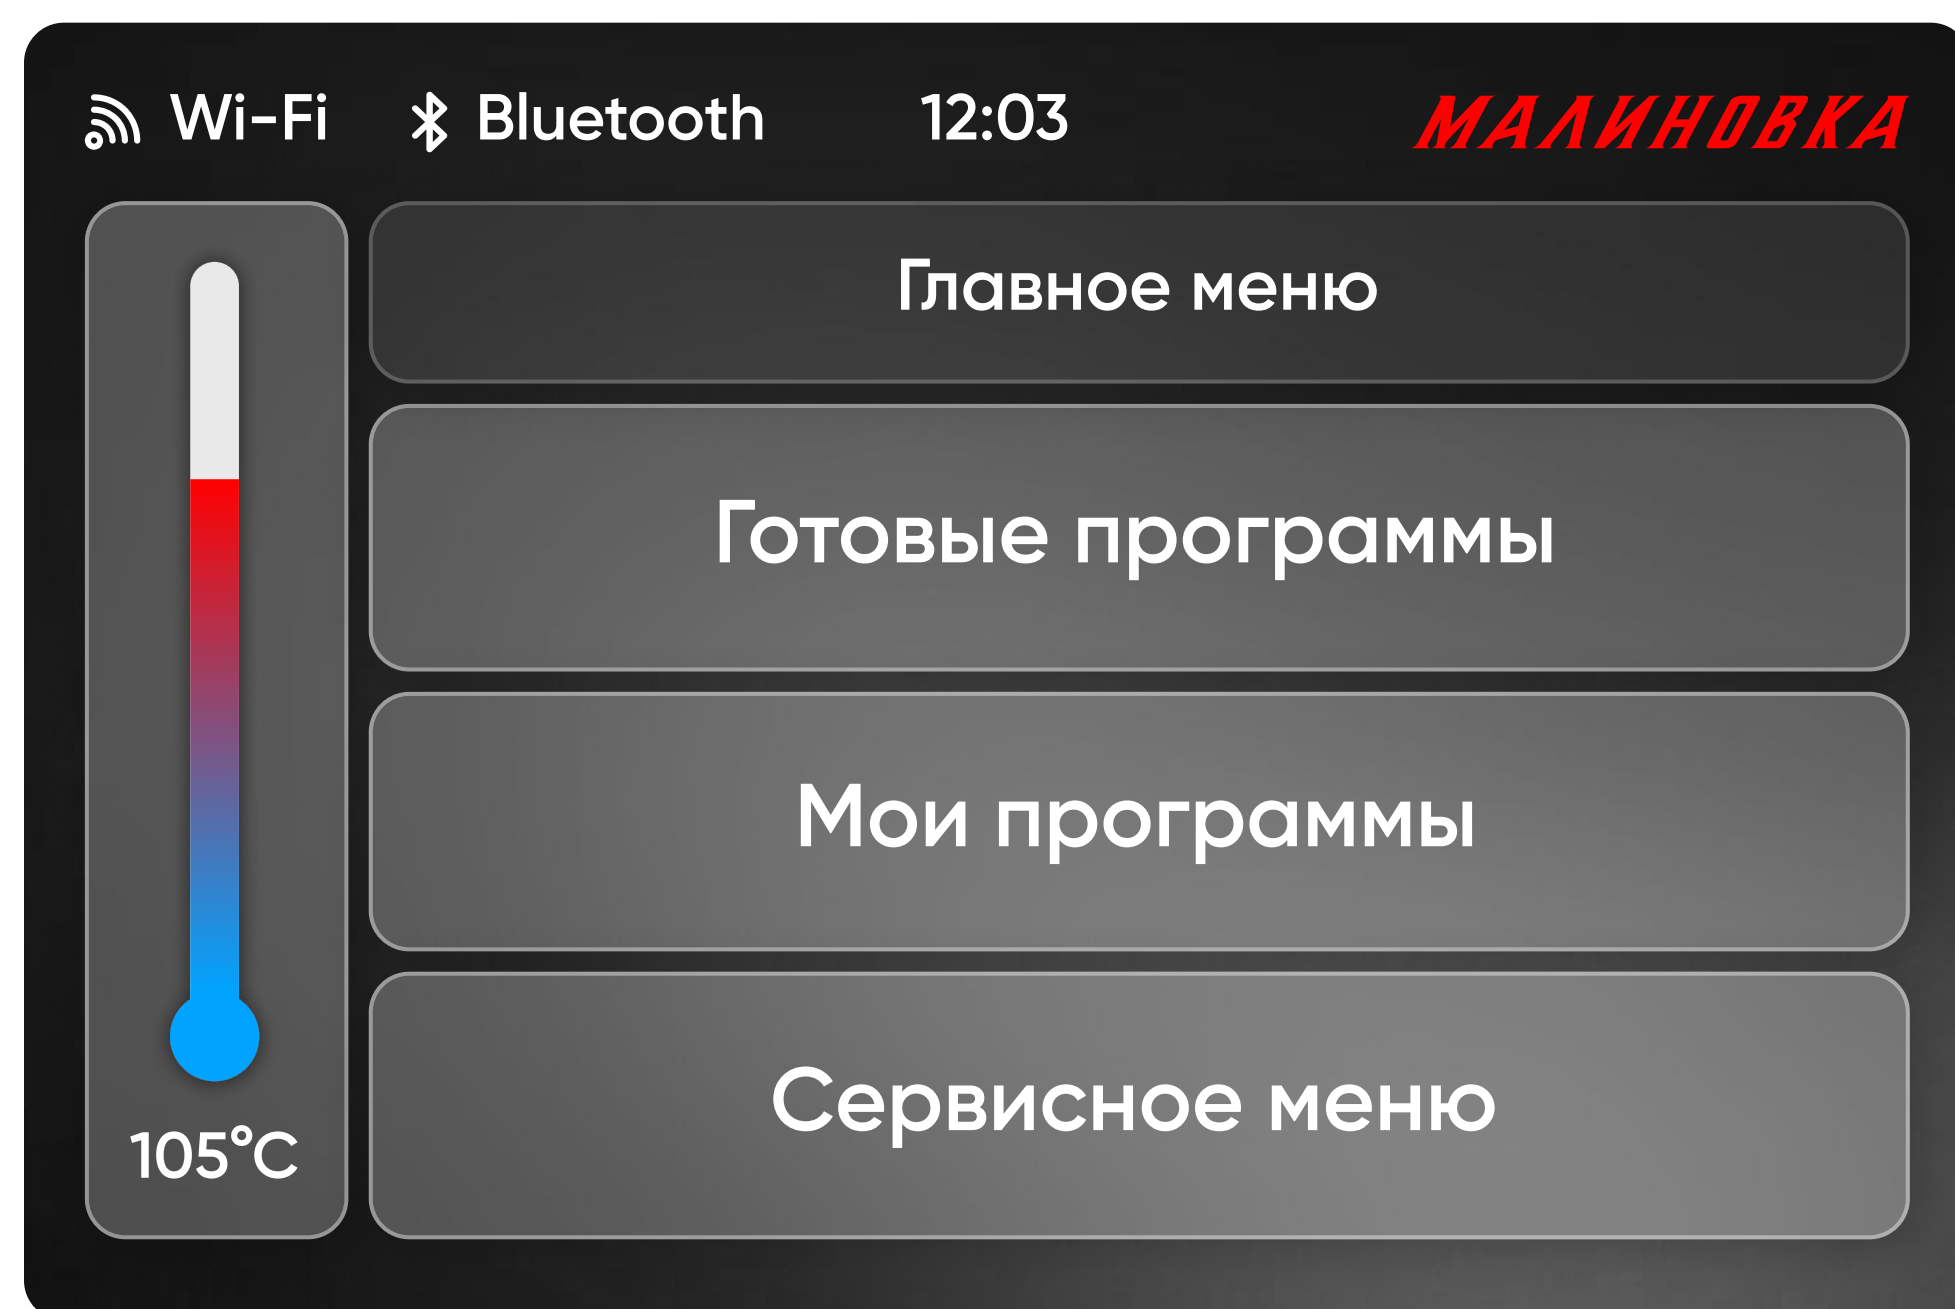 Wi-Fi Bluetooth 12:03 МАЛИНОВКА
Главное меню
Готовые программы
Мои программы
Сервисное меню
105°C